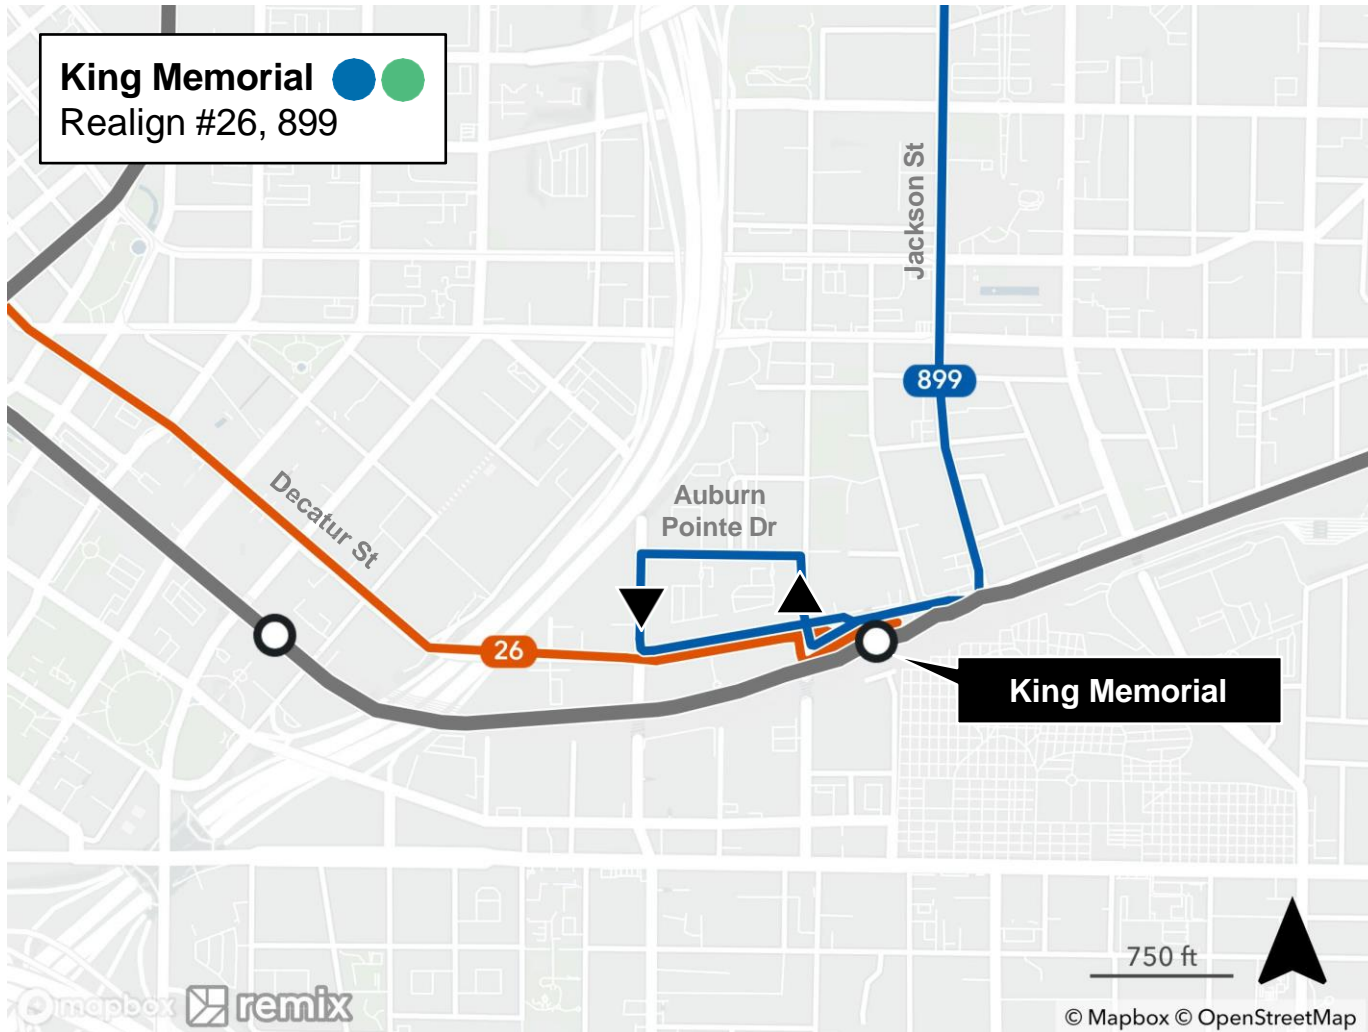 King Memorial
Realign #26, 899
Jackson St
899
Decatur St
Auburn
Pointe Dr
26
King Memorial
750 ft
mapbox remix
© Mapbox © OpenStreetMap